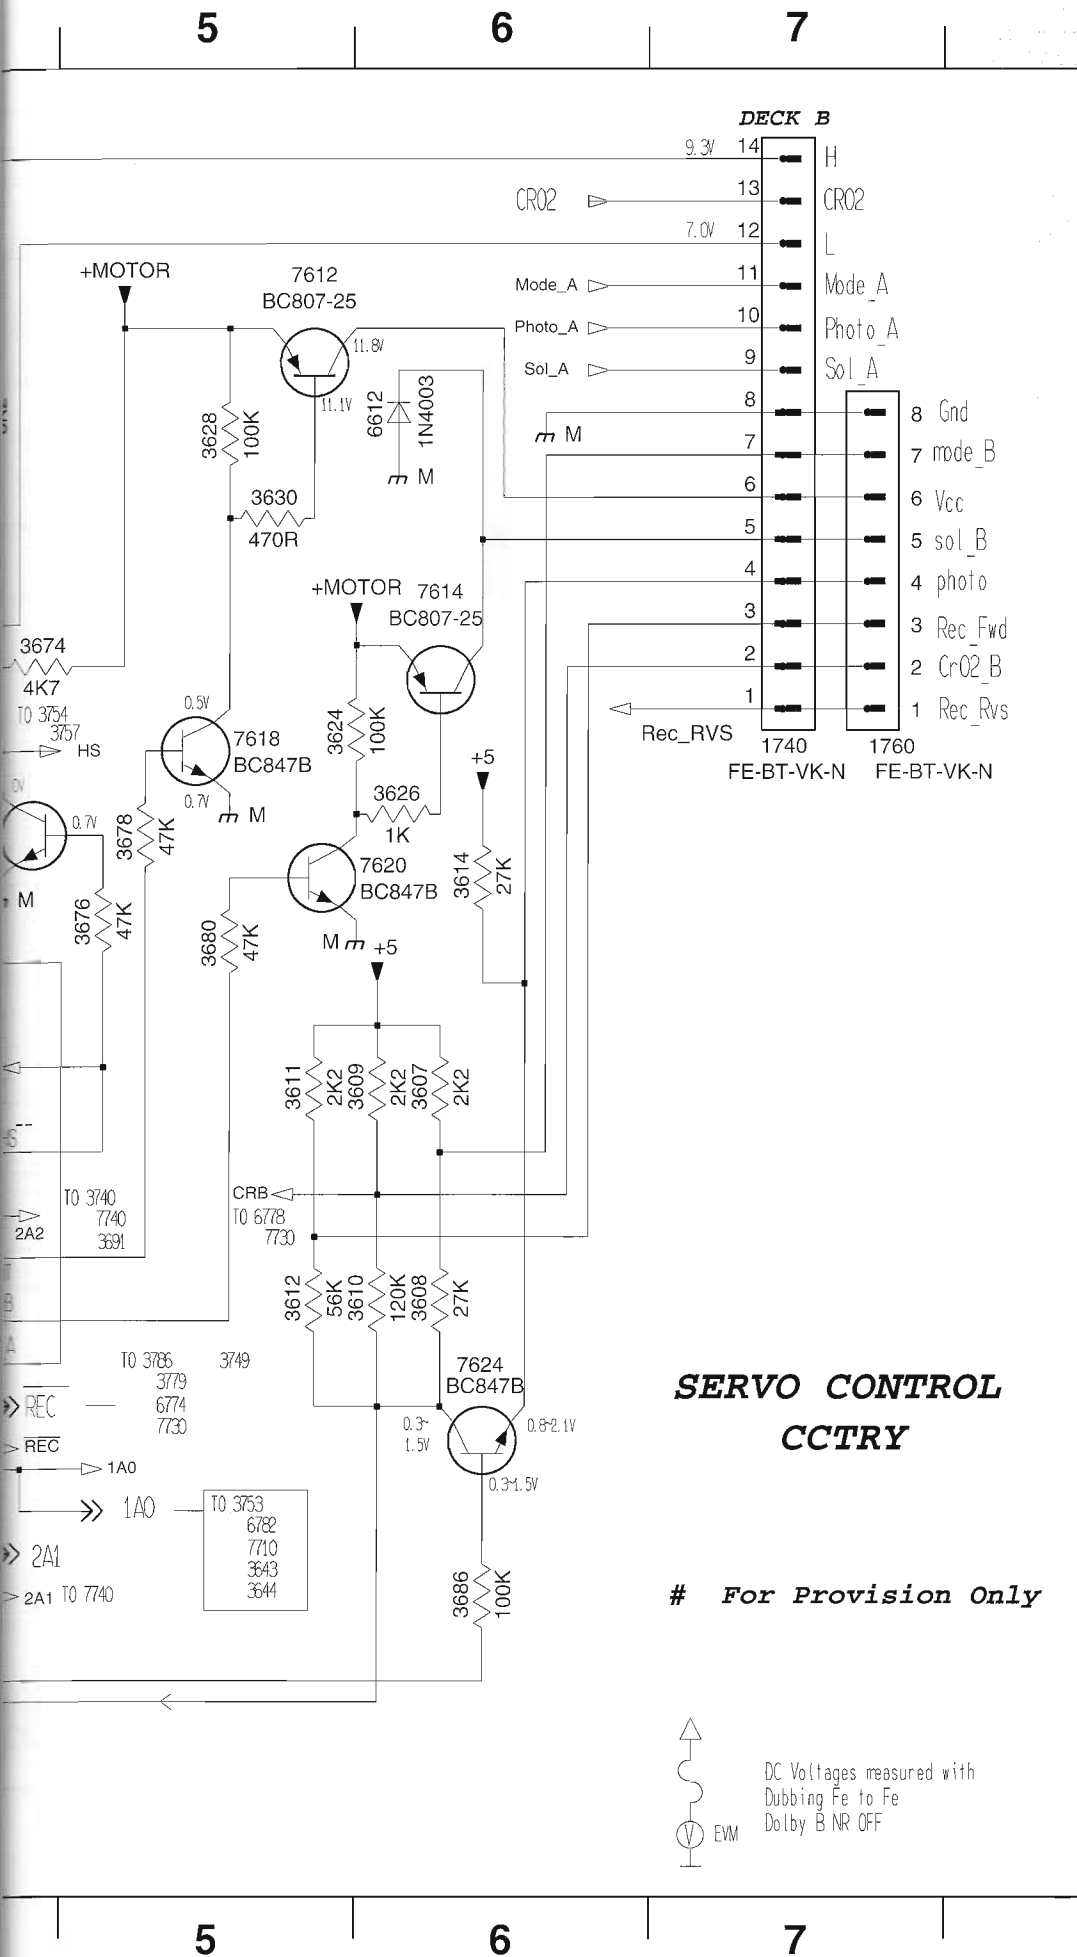 5 6 7
DECK B
9.3V 14 H
CRO2 13 CRO2
7.0V 12 L
+MOTOR
7612
BC807-25
Mode_A 11 Mode_A
Photo_A 10 Photo_A
11.8V
Sol_A 9 Sol_A
11.1V
6612
1N4003
8 8 Gnd
M
3628
100K
7 7 mode_B
M
3630
470R
6 6 Vcc
5 5 sol_B
+MOTOR
7614
BC807-25
4 4 photo
3 3 Rec_Fwd
3674
4K7
2 2 CrO2_B
TO 3754
3757
HS
0.5V
1 1 Rec_Rvs
Rec_RVS
7618
BC847B
3624
100K
1740
FE-BT-VK-N
1760
FE-BT-VK-N
+5
0.7V
M
3626
1K
0V
0.7V
3678
47K
7620
BC847B
3614
27K
M
3676
47K
3680
47K
M
+5
3611
2K2
3609
2K2
3607
2K2
HS
TO 3740
7740
3691
2A2
CRB
TO 6778
7730
3612
56K
3610
120K
3608
27K
B
A
TO 3786 3749
3779
6774
7730
7624
BC847B
REC
REC
0.3~
1.5V
0.8~2.1V
0.3~1.5V
SERVO CONTROL
CCTRY
1A0
1A0
TO 3753
6782
7710
3643
3644
2A1
2A1 TO 7740
3686
100K
# For Provision Only
DC Voltages measured with
Dubbing Fe to Fe
Dolby B NR OFF
V EVM
5 6 7